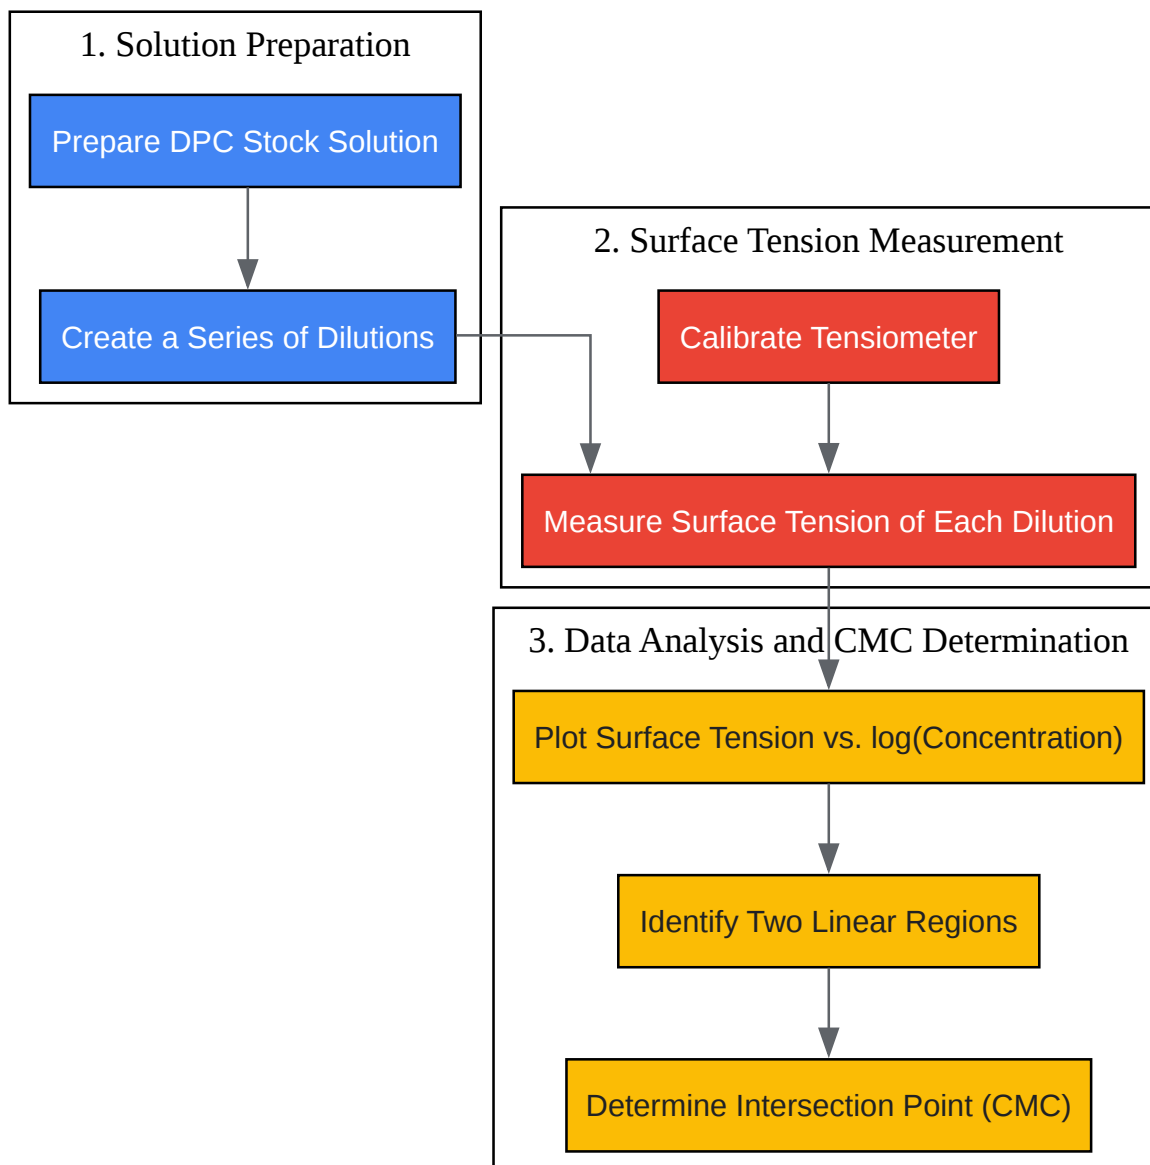 1. Solution Preparation
Prepare DPC Stock Solution
Create a Series of Dilutions
2. Surface Tension Measurement
Calibrate Tensiometer
Measure Surface Tension of Each Dilution
3. Data Analysis and CMC Determination
Plot Surface Tension vs. log(Concentration)
Identify Two Linear Regions
Determine Intersection Point (CMC)